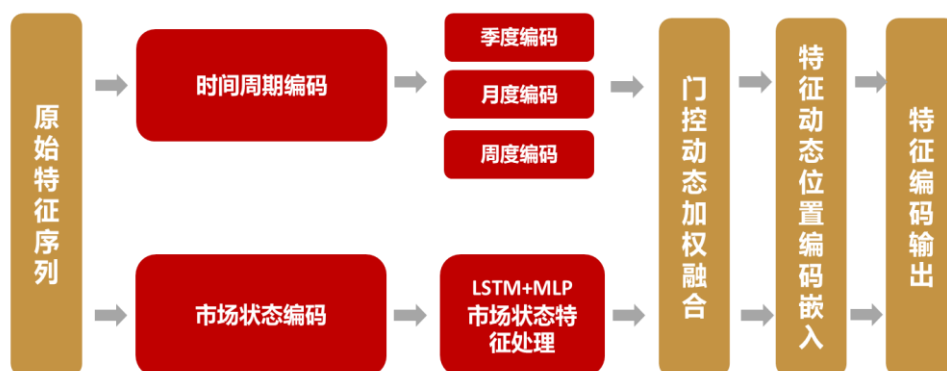 原始特征序列
时间周期编码
季度编码
月度编码
周度编码
市场状态编码
LSTM+MLP
市场状态特
征处理
门控动态加权融合
特征动态位置编码嵌入
特征编码输出